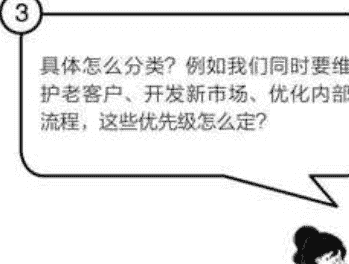 3
具体怎么分类？例如我们同时要维
护老客户、开发新市场、优化内部
流程，这些优先级怎么定？